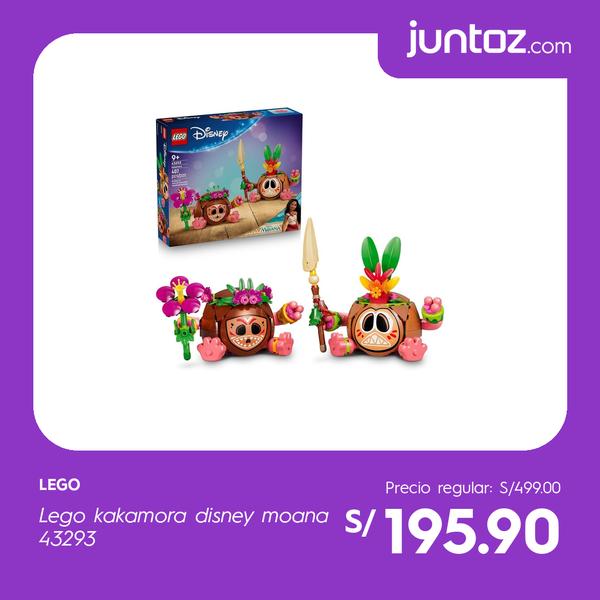 juntoz.com
LEGO
Disney
9+
LEGO
Precio regular: S/499.00
Lego kakamora disney moana
43293
S/ 195.90